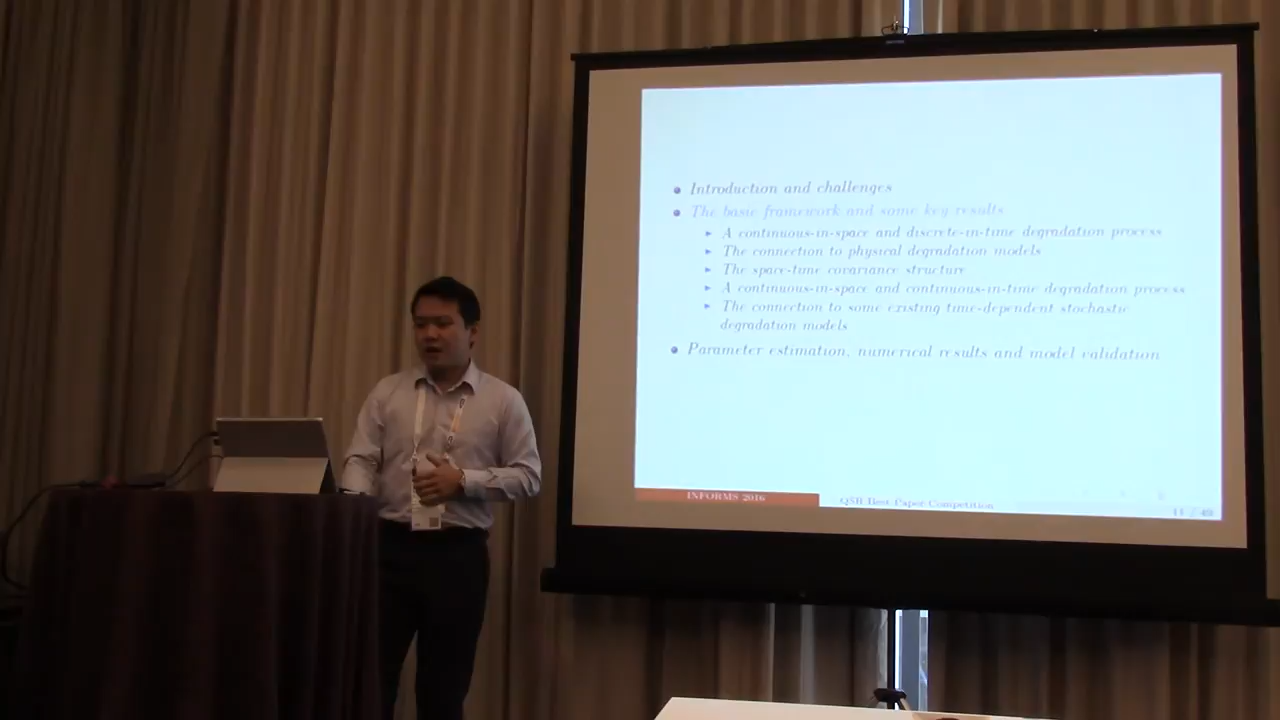 Introduction and challenges
The basic framework and some key results
A continuous-in-space and discrete-in-time degradation process
The connection to physical degradation models
The space-time covariance structure
A continuous-in-space and continuous-in-time degradation process
The connection to some existing time-dependent stochastic
degradation models
Parameter estimation, numerical results and model validation
INFORMS 2016
QSR Best Paper Competition
11 / 49